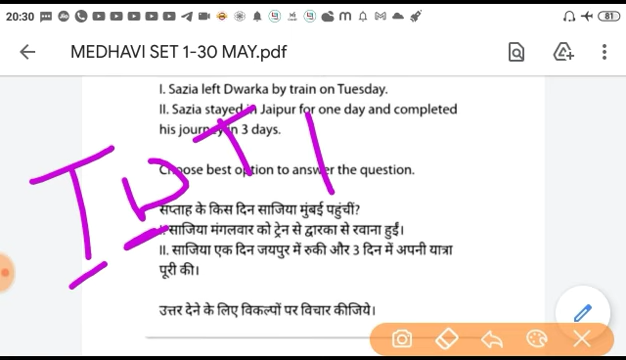 20:30
81
MEDHAVI SET 1-30 MAY.pdf
I. Sazia left Dwarka by train on Tuesday.
II. Sazia stayed in Jaipur for one day and completed
his journey in 3 days.
Choose best option to answer the question.
सप्ताह के किस दिन साजिया मुंबई पहुंचीं?
I. साजिया मंगलवार को ट्रेन से द्वारका से रवाना हुईं।
II. साजिया एक दिन जयपुर में रुकी और 3 दिन में अपनी यात्रा
पूरी की।
उत्तर देने के लिए विकल्पों पर विचार कीजिये।